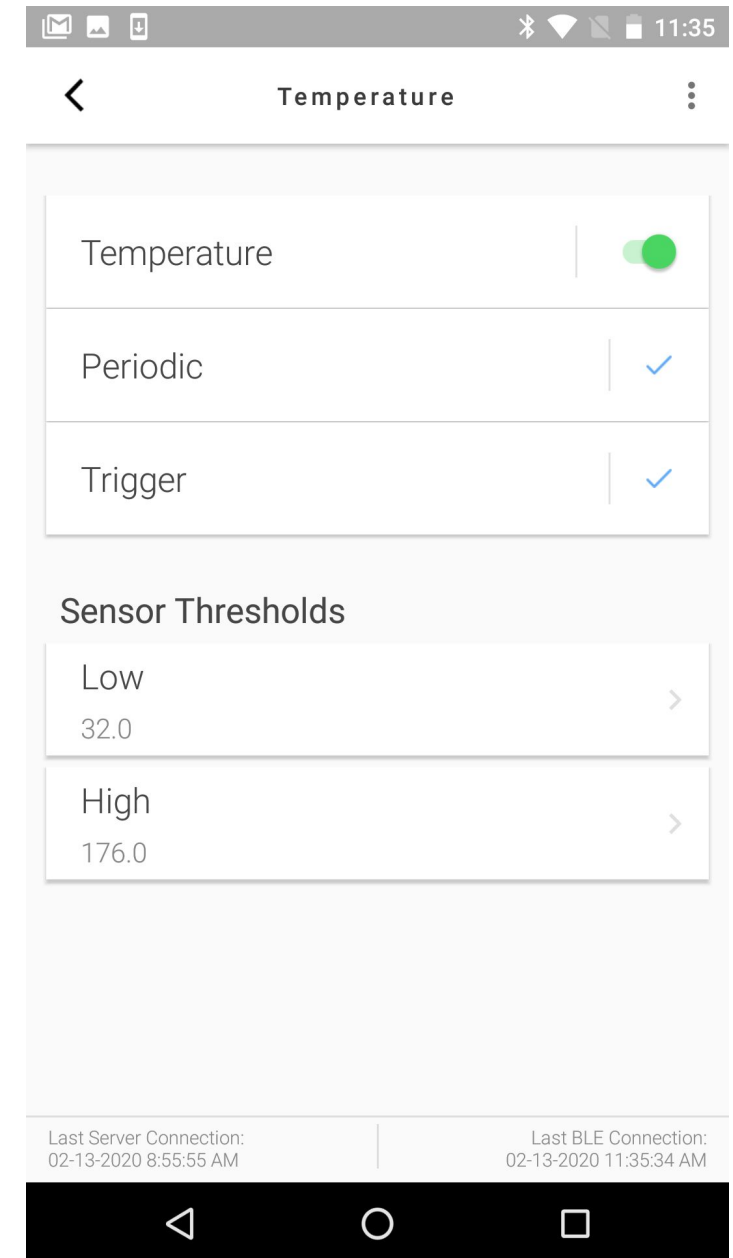 11:35
Temperature
Temperature
Periodic
Trigger
Sensor Thresholds
Low
32.0
High
176.0
Last Server Connection:
02-13-2020 8:55:55 AM
Last BLE Connection:
02-13-2020 11:35:34 AM